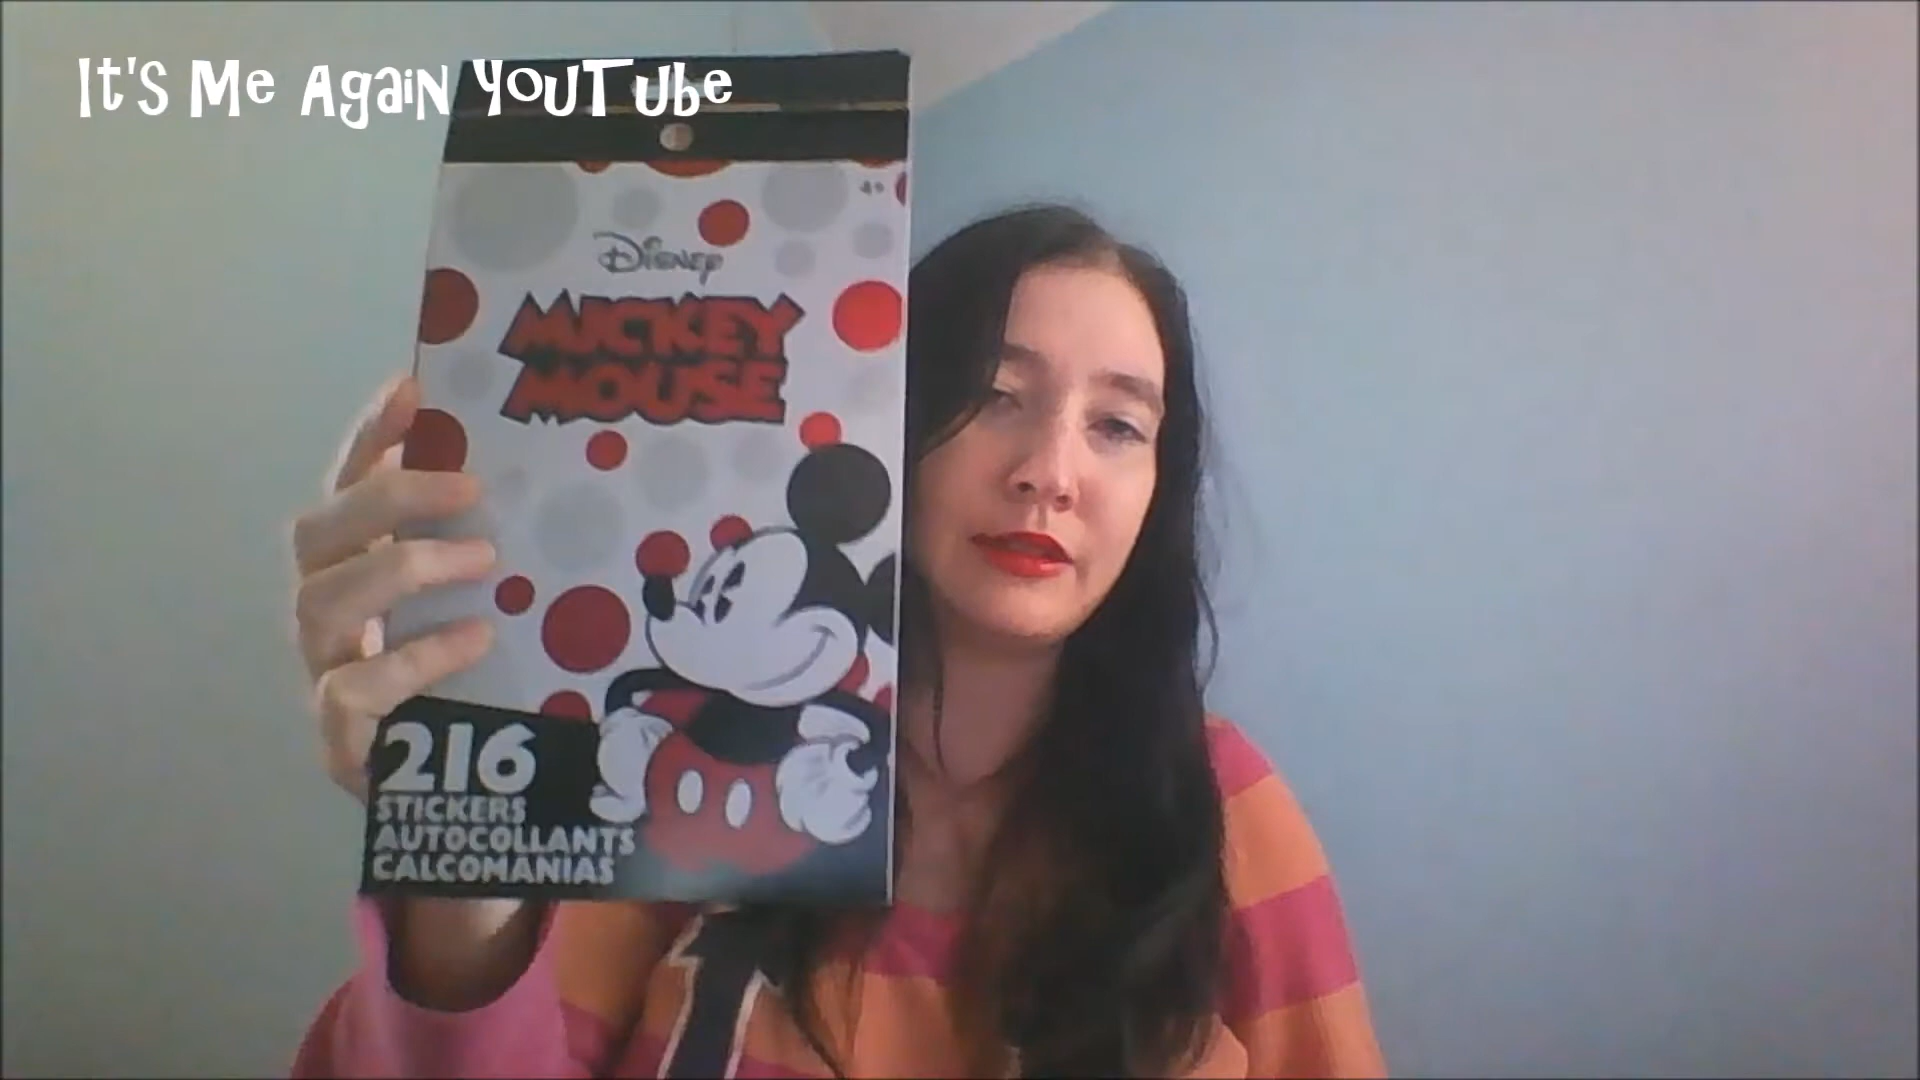 It's Me Again YouTube
4+
Disney
MICKEY
MOUSE
216
STICKERS
AUTOCOLLANTS
CALCOMANIAS